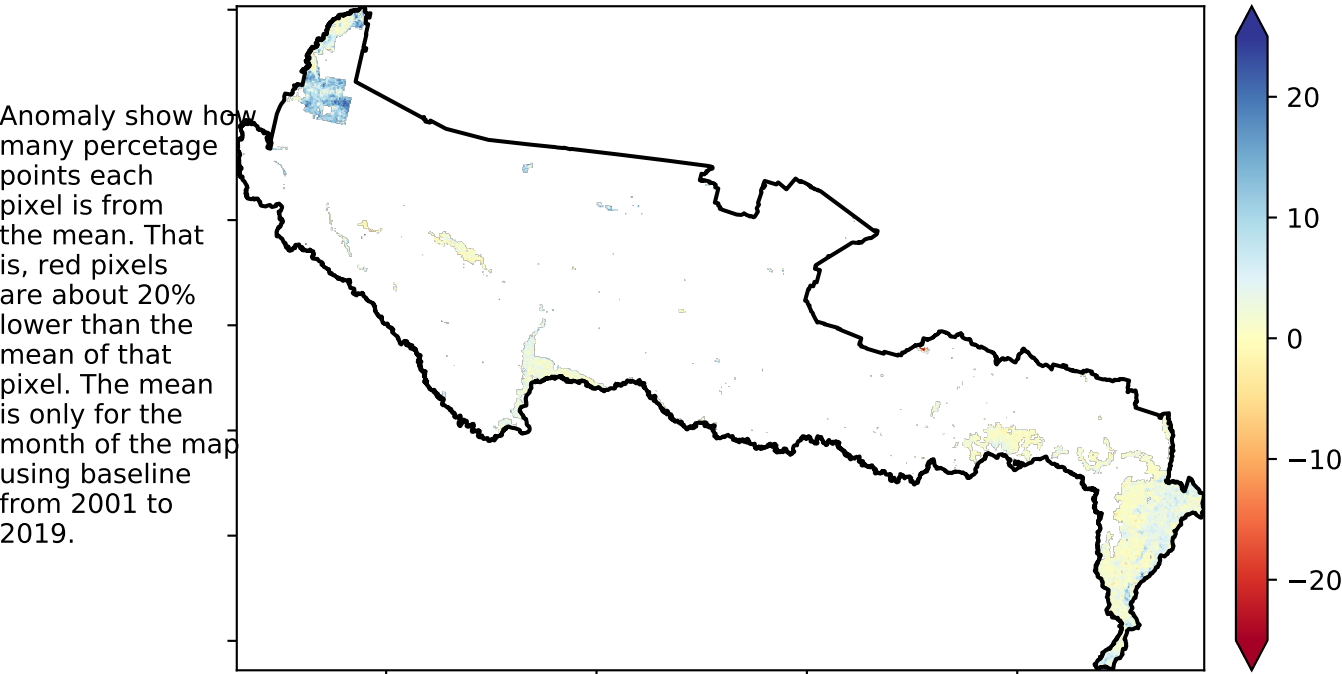 Anomaly show how
many percetage
points each
pixel is from
the mean. That
is, red pixels
are about 20%
lower than the
mean of that
pixel. The mean
is only for the
month of the map
using baseline
from 2001 to
2019.
20
10
0
−10
−20